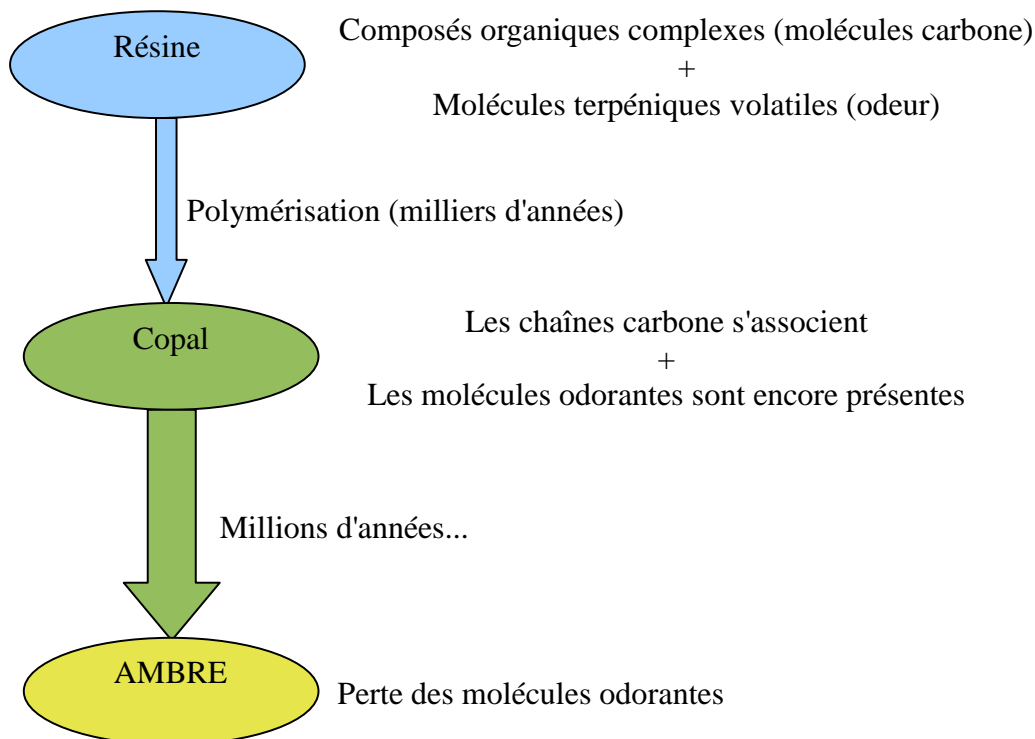 Résine
Composés organiques complexes (molécules carbone)
+
Molécules terpéniques volatiles (odeur)
Polymérisation (milliers d'années)
Copal
Les chaînes carbone s'associent
+
Les molécules odorantes sont encore présentes
Millions d'années...
AMBRE
Perte des molécules odorantes